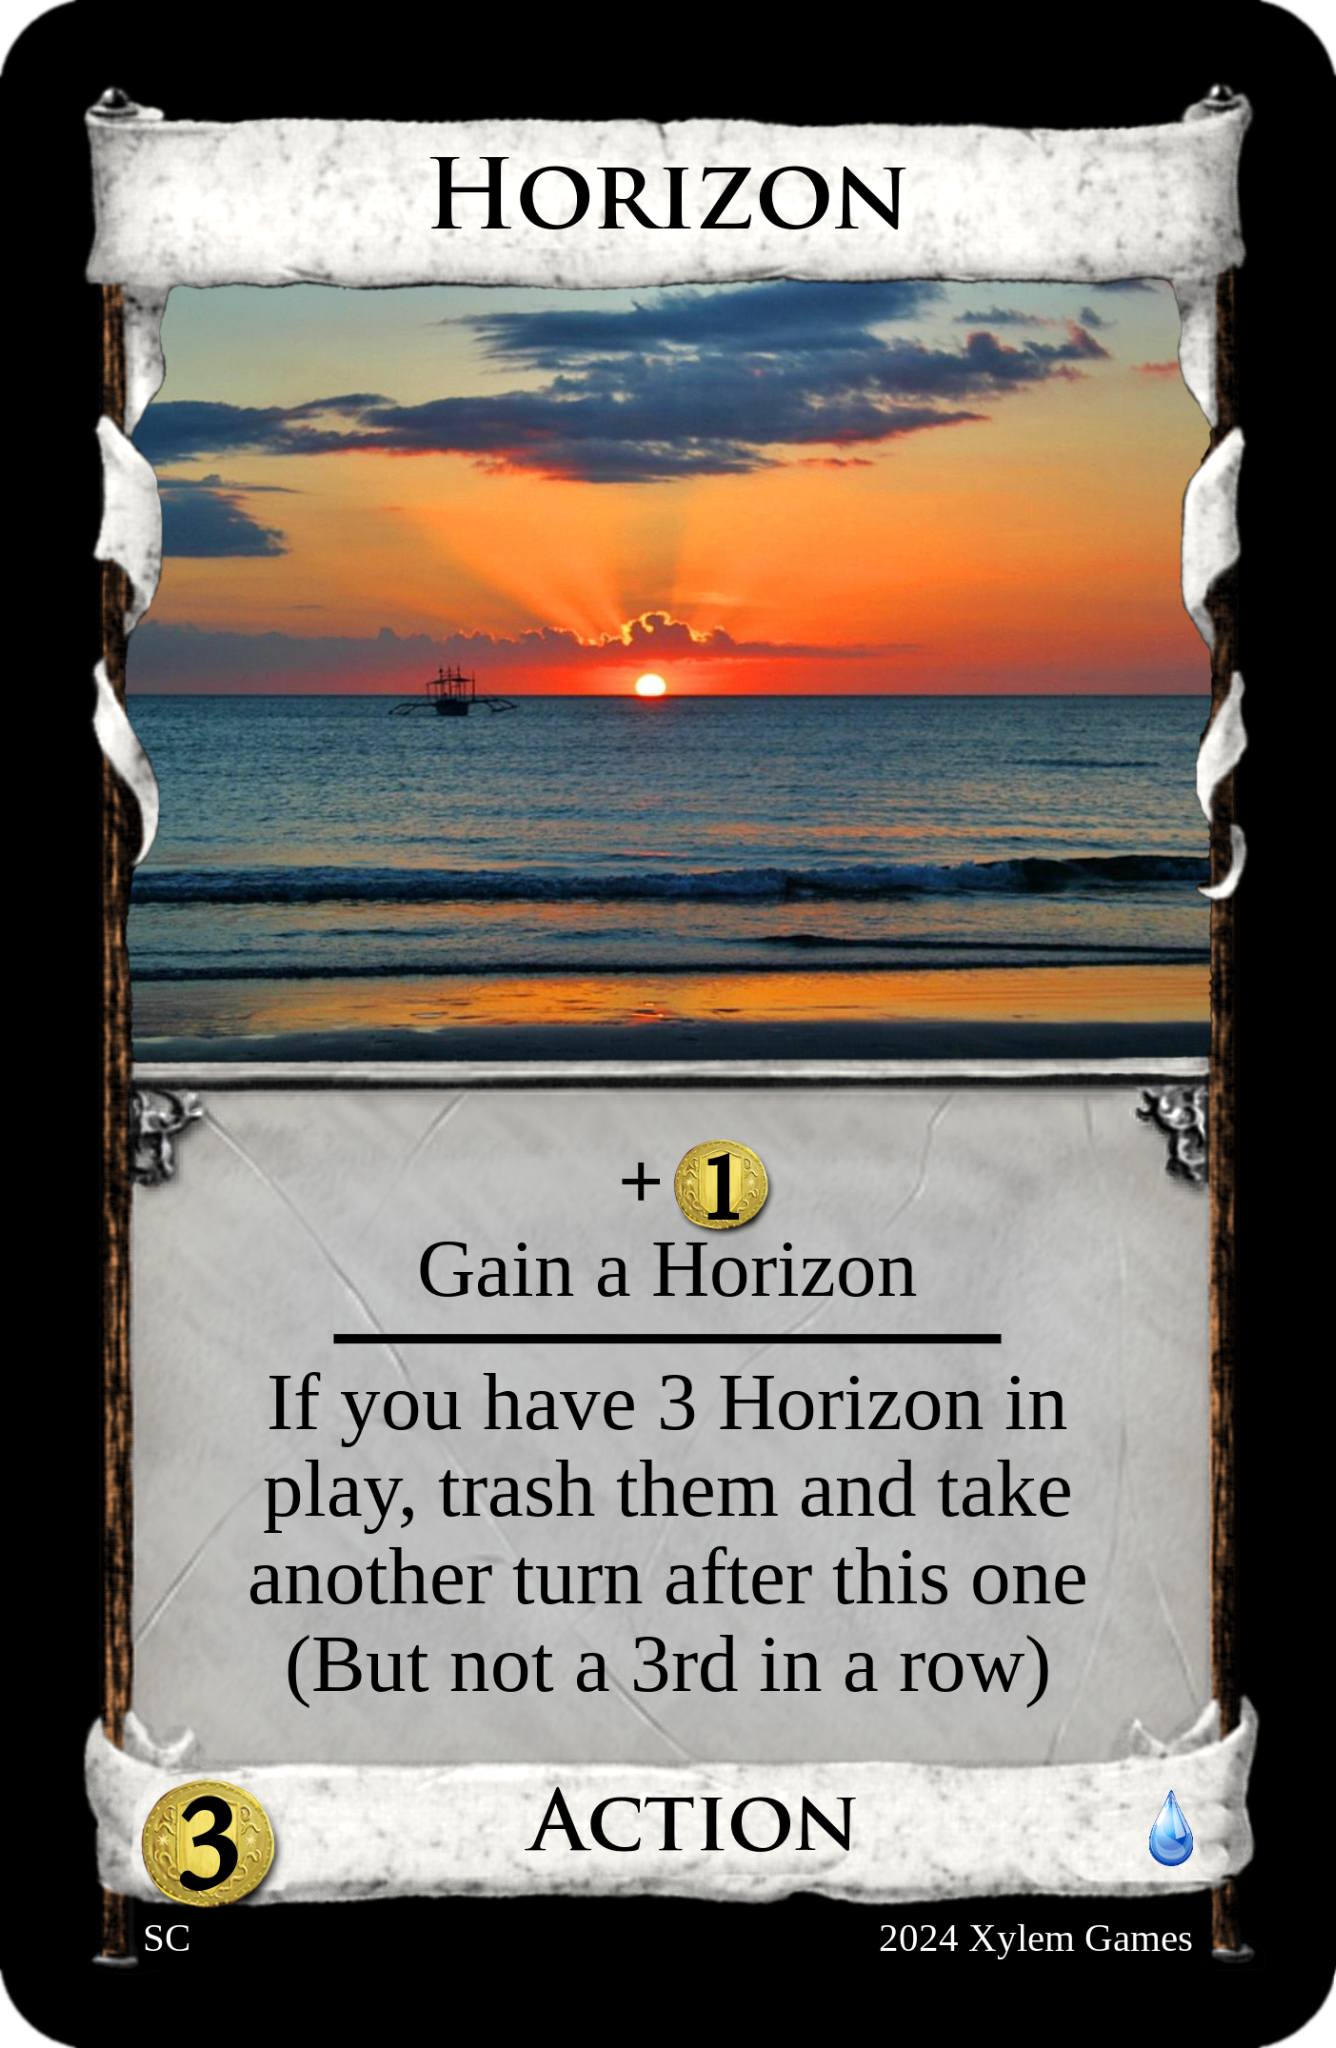 Horizon
+ 1
Gain a Horizon
If you have 3 Horizon in
play, trash them and take
another turn after this one
(But not a 3rd in a row)
3 Action
SC 2024 Xylem Games